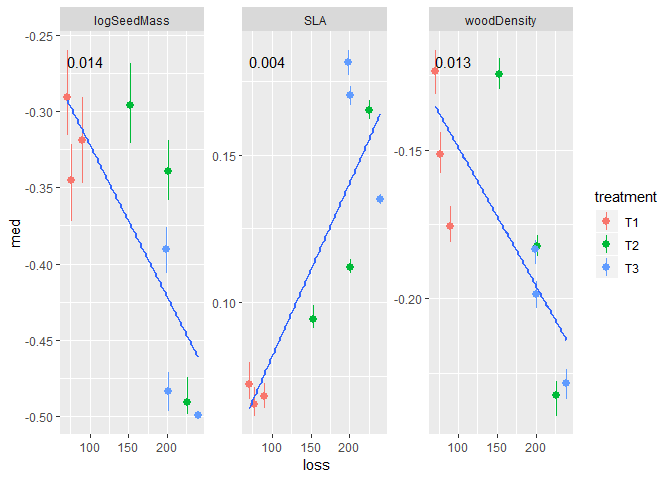 logSeedMass
SLA
woodDensity
0.014
0.004
0.013
-0.25
-0.30
-0.35
-0.40
-0.45
-0.50
0.15
0.10
-0.15
-0.20
med
100 150 200
100 150 200
100 150 200
loss
treatment
T1
T2
T3